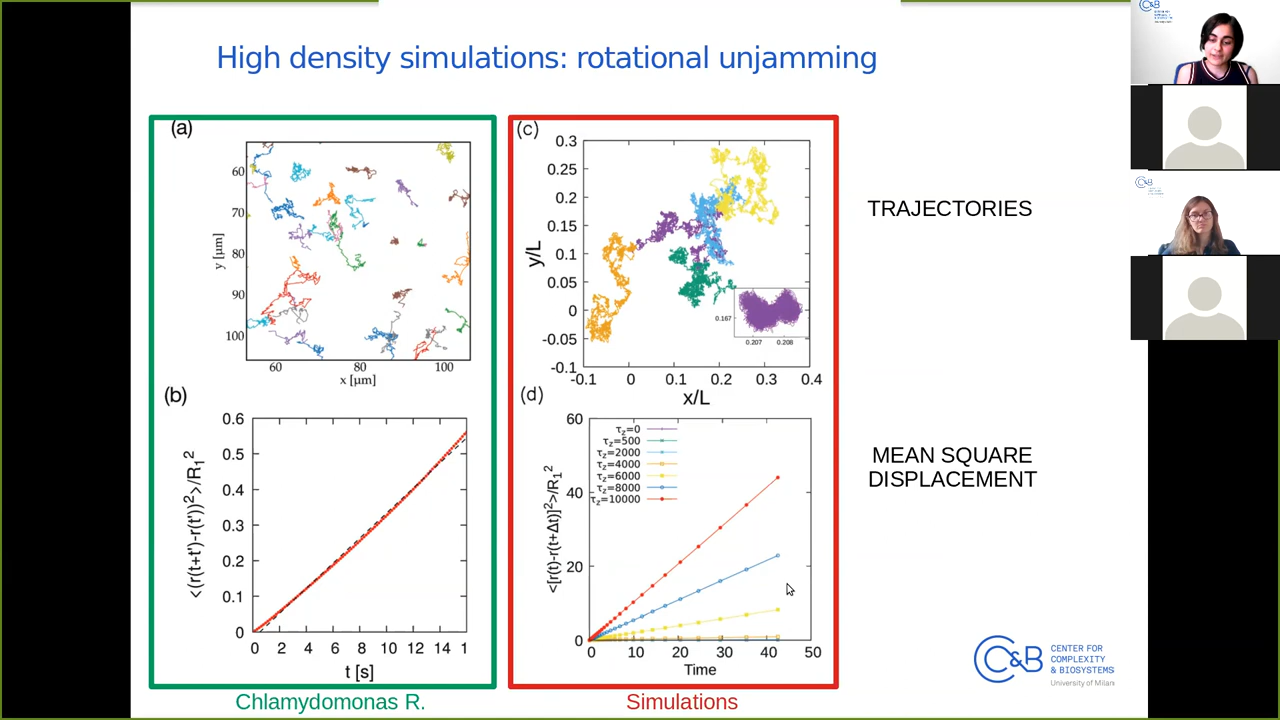 High density simulations: rotational unjamming
(a)
60
70
80
90
100
y [µm]
60
80
100
x [µm]
(b)
0.6
0.5
0.4
0.3
0.2
0.1
0
<(r(t+t')-r(t'))²>/R₁²
0 2 4 6 8 10 12 14 1
t [s]
Chlamydomonas R.
(c)
0.3
0.25
0.2
0.15
0.1
0.05
0
-0.05
-0.1
y/L
0.167
0.207 0.208
-0.1 0 0.1 0.2 0.3 0.4
x/L
(d)
60
40
20
0
<[r(t)-r(t+Δt)]²>/R₁²
τz=0
τz=500
τz=2000
τz=4000
τz=6000
τz=8000
τz=10000
0 10 20 30 40 50
Time
Simulations
TRAJECTORIES
MEAN SQUARE
DISPLACEMENT
C&B
CENTER FOR
COMPLEXITY
& BIOSYSTEMS
University of Milan
C&B
C&B